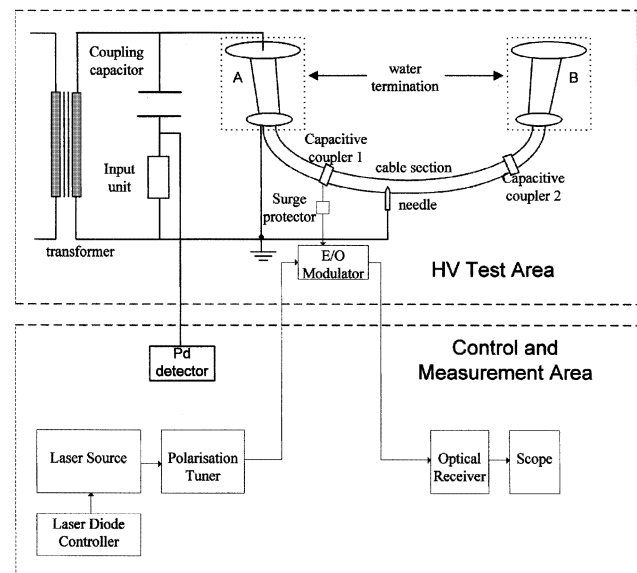 Coupling
capacitor
A
water
termination
B
Capacitive
coupler 1
cable section
Capacitive
coupler 2
Input
unit
Surge
protector
needle
transformer
E/O
Modulator
HV Test Area
Pd
detector
Control and
Measurement Area
Laser Source
Polarisation
Tuner
Optical
Receiver
Scope
Laser Diode
Controller